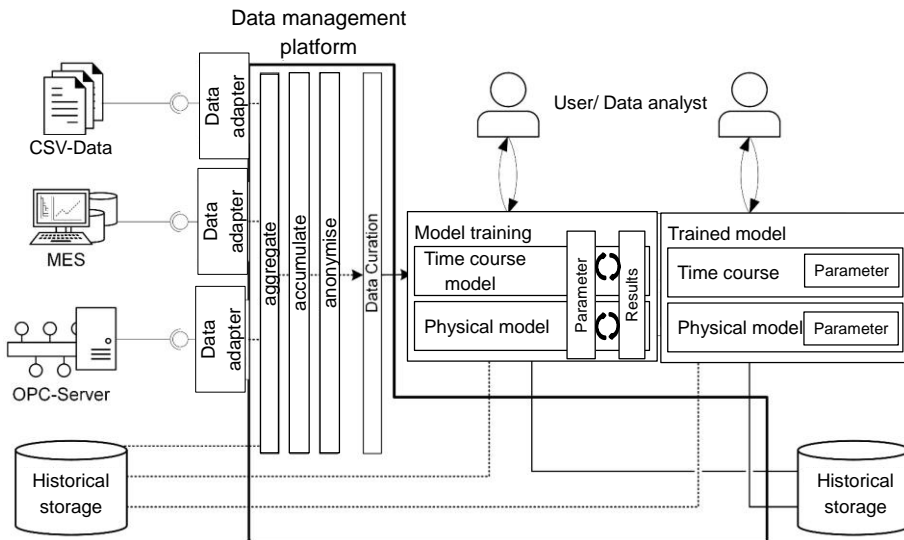 Data management
platform
CSV-Data
Data
adapter
User/ Data analyst
MES
Data
adapter
OPC-Server
Data
adapter
aggregate
accumulate
anonymise
Data Curation
Model training
Time course
model
Physical model
Parameter
Results
Trained model
Time course
Parameter
Physical model
Parameter
Historical
storage
Historical
storage